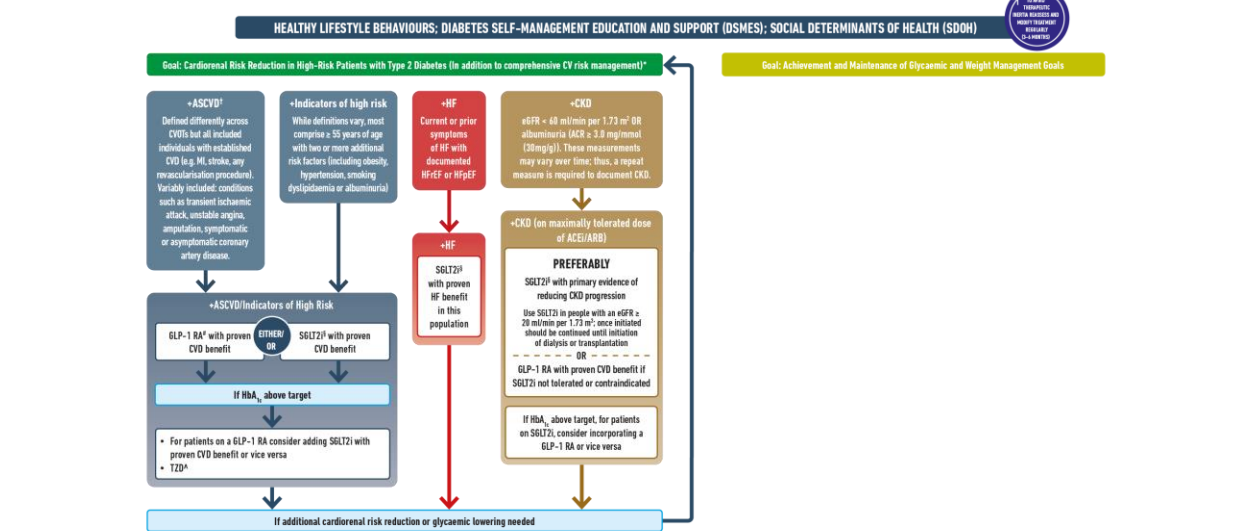 TO AVOID
THERAPEUTIC
INERTIA REASSESS AND
MODIFY TREATMENT
REGULARLY
(3–6 MONTHS)
HEALTHY LIFESTYLE BEHAVIOURS; DIABETES SELF-MANAGEMENT EDUCATION AND SUPPORT (DSMES); SOCIAL DETERMINANTS OF HEALTH (SDOH)
Goal: Cardiorenal Risk Reduction in High-Risk Patients with Type 2 Diabetes (In addition to comprehensive CV risk management)*
Goal: Achievement and Maintenance of Glycaemic and Weight Management Goals
+ASCVD†
Defined differently across
CVOTs but all included
individuals with established
CVD (e.g. MI, stroke, any
revascularisation procedure).
Variably included: conditions
such as transient ischaemic
attack, unstable angina,
amputation, symptomatic
or asymptomatic coronary
artery disease.
+Indicators of high risk
While definitions vary, most
comprise ≥ 55 years of age
with two or more additional
risk factors (including obesity,
hypertension, smoking
dyslipidaemia or albuminuria)
+HF
Current or prior
symptoms
of HF with
documented
HFrEF or HFpEF
+CKD
eGFR < 60 ml/min per 1.73 m² OR
albuminuria (ACR ≥ 3.0 mg/mmol
(30mg/g)). These measurements
may vary over time; thus, a repeat
measure is required to document CKD.
+ASCVD/Indicators of High Risk
GLP-1 RA# with proven
CVD benefit
EITHER/
OR
SGLT2i§ with proven
CVD benefit
If HbA1c above target
• For patients on a GLP-1 RA consider adding SGLT2i with
proven CVD benefit or vice versa
• TZD^
+HF
SGLT2i§
with proven
HF benefit
in this
population
+CKD (on maximally tolerated dose
of ACEi/ARB)
PREFERABLY
SGLT2i§ with primary evidence of
reducing CKD progression
Use SGLT2i in people with an eGFR ≥
20 ml/min per 1.73 m²; once initiated
should be continued until initiation
of dialysis or transplantation
OR
GLP-1 RA with proven CVD benefit if
SGLT2i not tolerated or contraindicated
If HbA1c above target, for patients
on SGLT2i, consider incorporating a
GLP-1 RA or vice versa
If additional cardiorenal risk reduction or glycaemic lowering needed